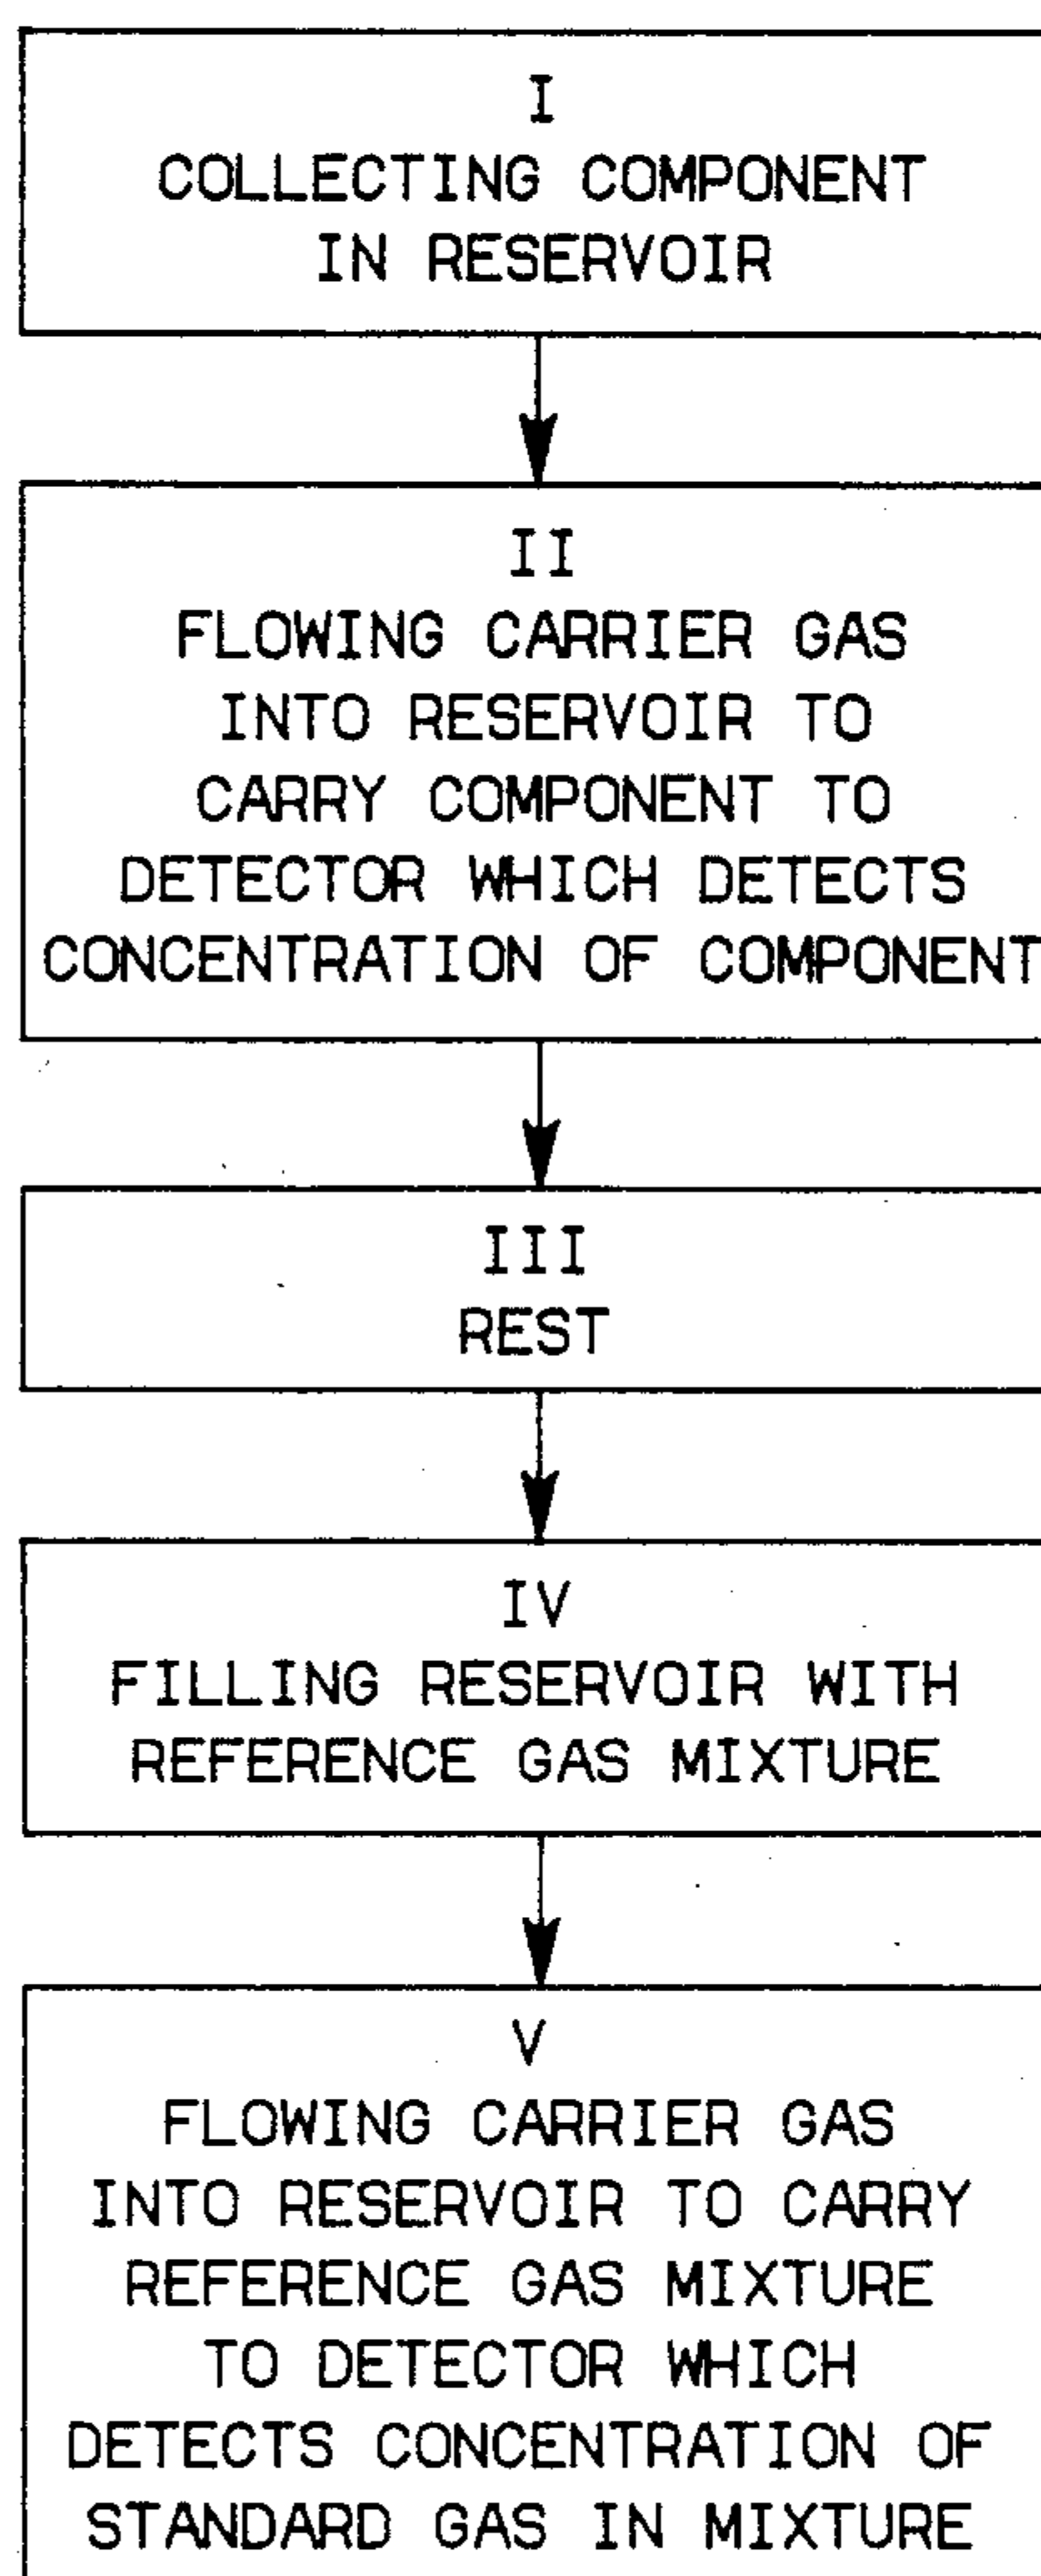 I
COLLECTING COMPONENT
IN RESERVOIR
II
FLOWING CARRIER GAS
INTO RESERVOIR TO
CARRY COMPONENT TO
DETECTOR WHICH DETECTS
CONCENTRATION OF COMPONENT
III
REST
IV
FILLING RESERVOIR WITH
REFERENCE GAS MIXTURE
V
FLOWING CARRIER GAS
INTO RESERVOIR TO CARRY
REFERENCE GAS MIXTURE
TO DETECTOR WHICH
DETECTS CONCENTRATION OF
STANDARD GAS IN MIXTURE